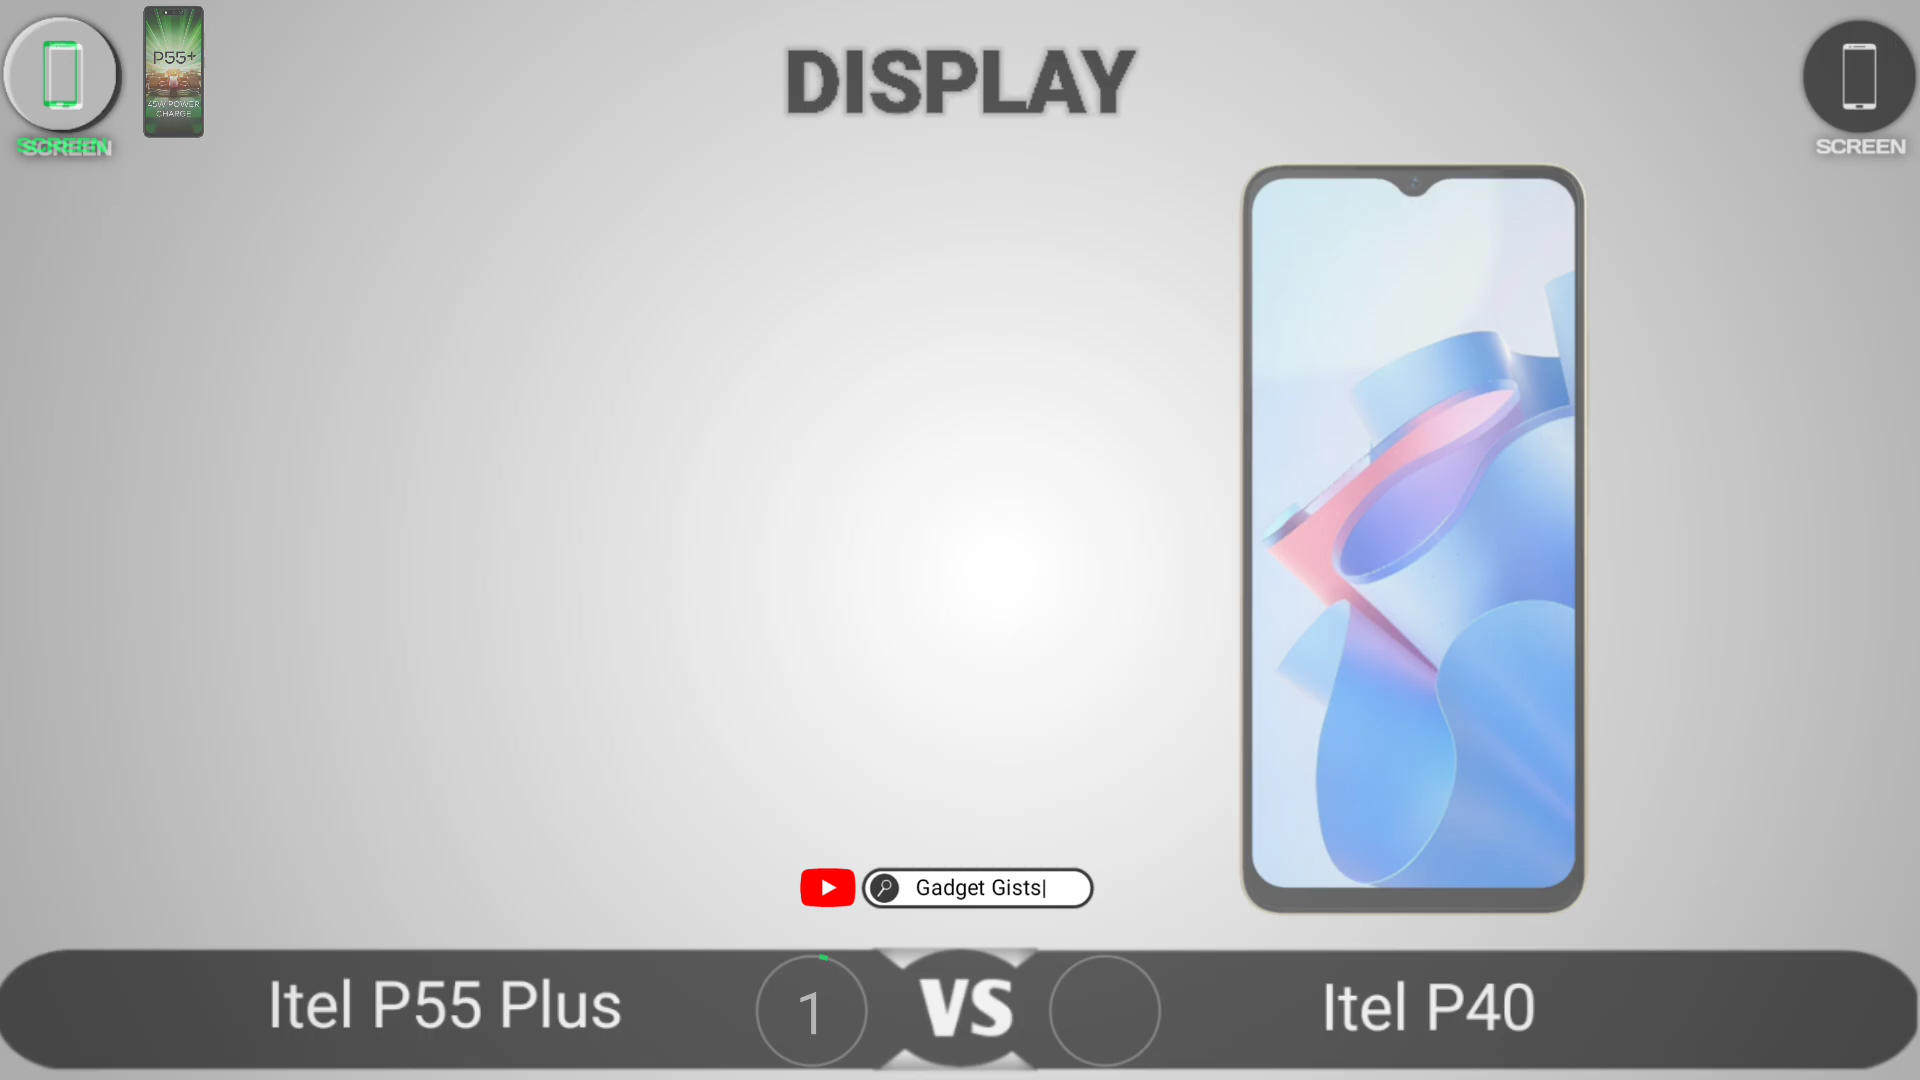 P55+
45W POWER
CHARGE
SCREEN
DISPLAY
SCREEN
Gadget Gists|
Itel P55 Plus
1
VS
Itel P40